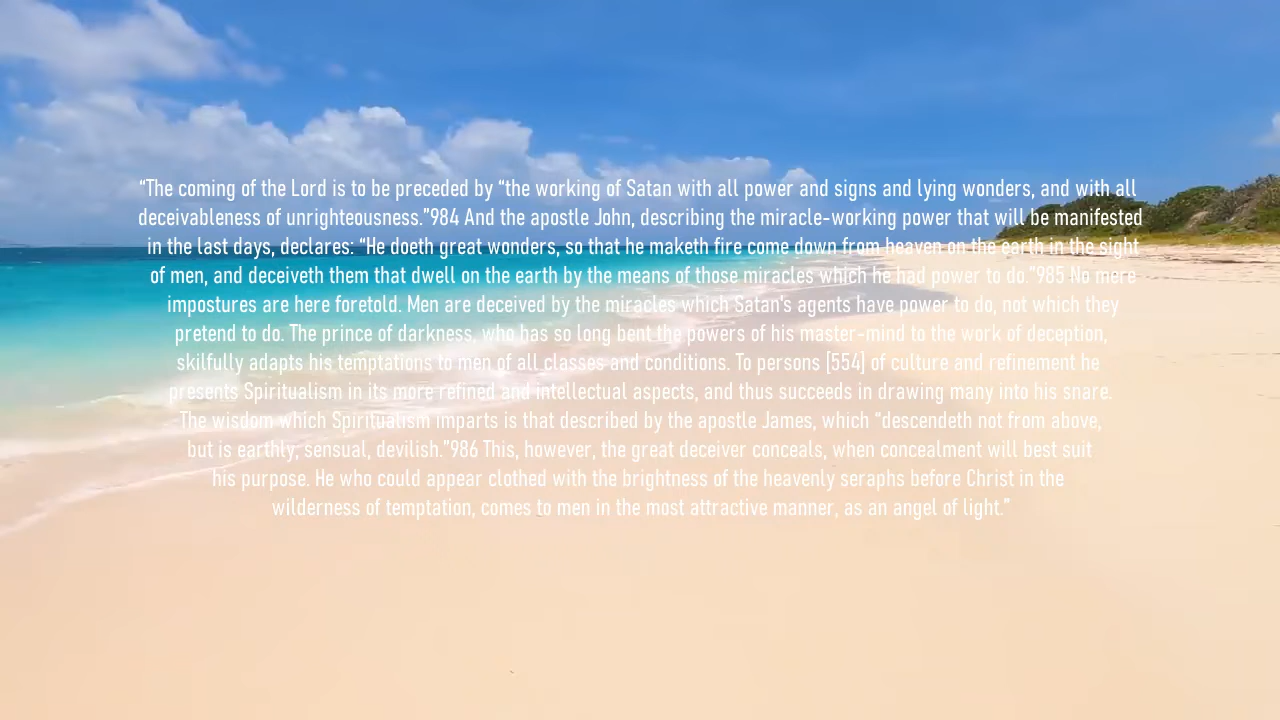 “The coming of the Lord is to be preceded by “the working of Satan with all power and signs and lying wonders, and with all
deceivableness of unrighteousness.”984 And the apostle John, describing the miracle-working power that will be manifested
in the last days, declares: “He doeth great wonders, so that he maketh fire come down from heaven on the earth in the sight
of men, and deceiveth them that dwell on the earth by the means of those miracles which he had power to do.”985 No mere
impostures are here foretold. Men are deceived by the miracles which Satan's agents have power to do, not which they
pretend to do. The prince of darkness, who has so long bent the powers of his master-mind to the work of deception,
skilfully adapts his temptations to men of all classes and conditions. To persons [554] of culture and refinement he
presents Spiritualism in its more refined and intellectual aspects, and thus succeeds in drawing many into his snare.
The wisdom which Spiritualism imparts is that described by the apostle James, which “descendeth not from above,
but is earthly, sensual, devilish.”986 This, however, the great deceiver conceals, when concealment will best suit
his purpose. He who could appear clothed with the brightness of the heavenly seraphs before Christ in the
wilderness of temptation, comes to men in the most attractive manner, as an angel of light.”